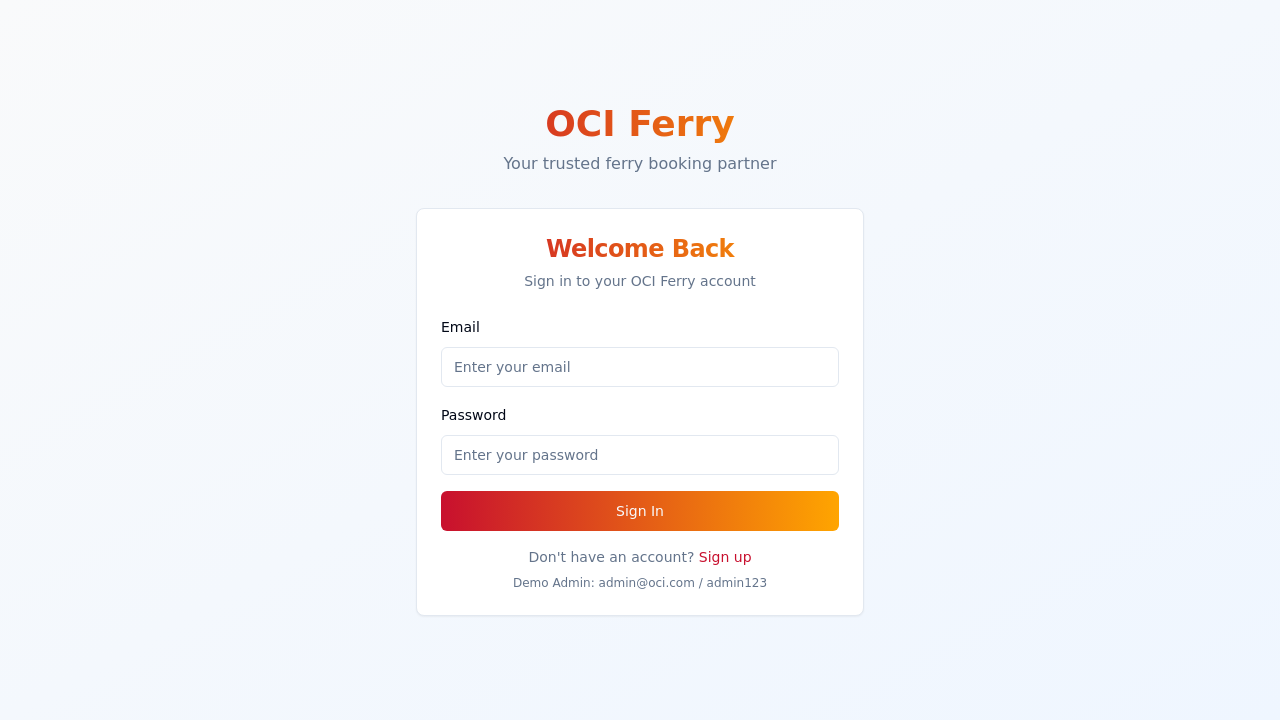 OCI Ferry
Your trusted ferry booking partner
Welcome Back
Sign in to your OCI Ferry account
Email
Enter your email
Password
Enter your password
Sign In
Don't have an account? Sign up
Demo Admin: admin@oci.com / admin123